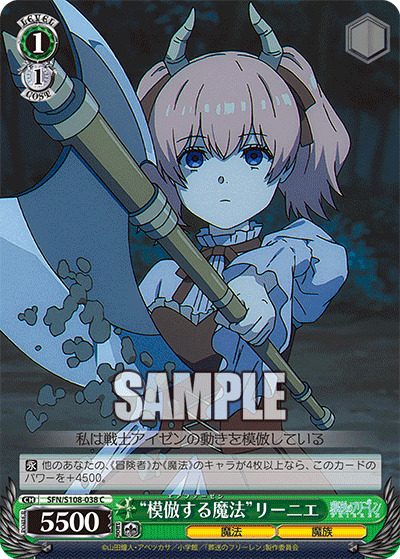 LEVEL
1
1
COST
SAMPLE
私は戦士アイゼンの動きを模倣している
永 他のあなたの、《冒険者》か《魔法》のキャラが4枚以上なら、このカードの
パワーを+4500。
CH SFN/S108-038 C
5500
“模倣する魔法”リーニエ
魔法 魔族
©山田鐘人・アベツカサ/小学館/「葬送のフリーレン」製作委員会